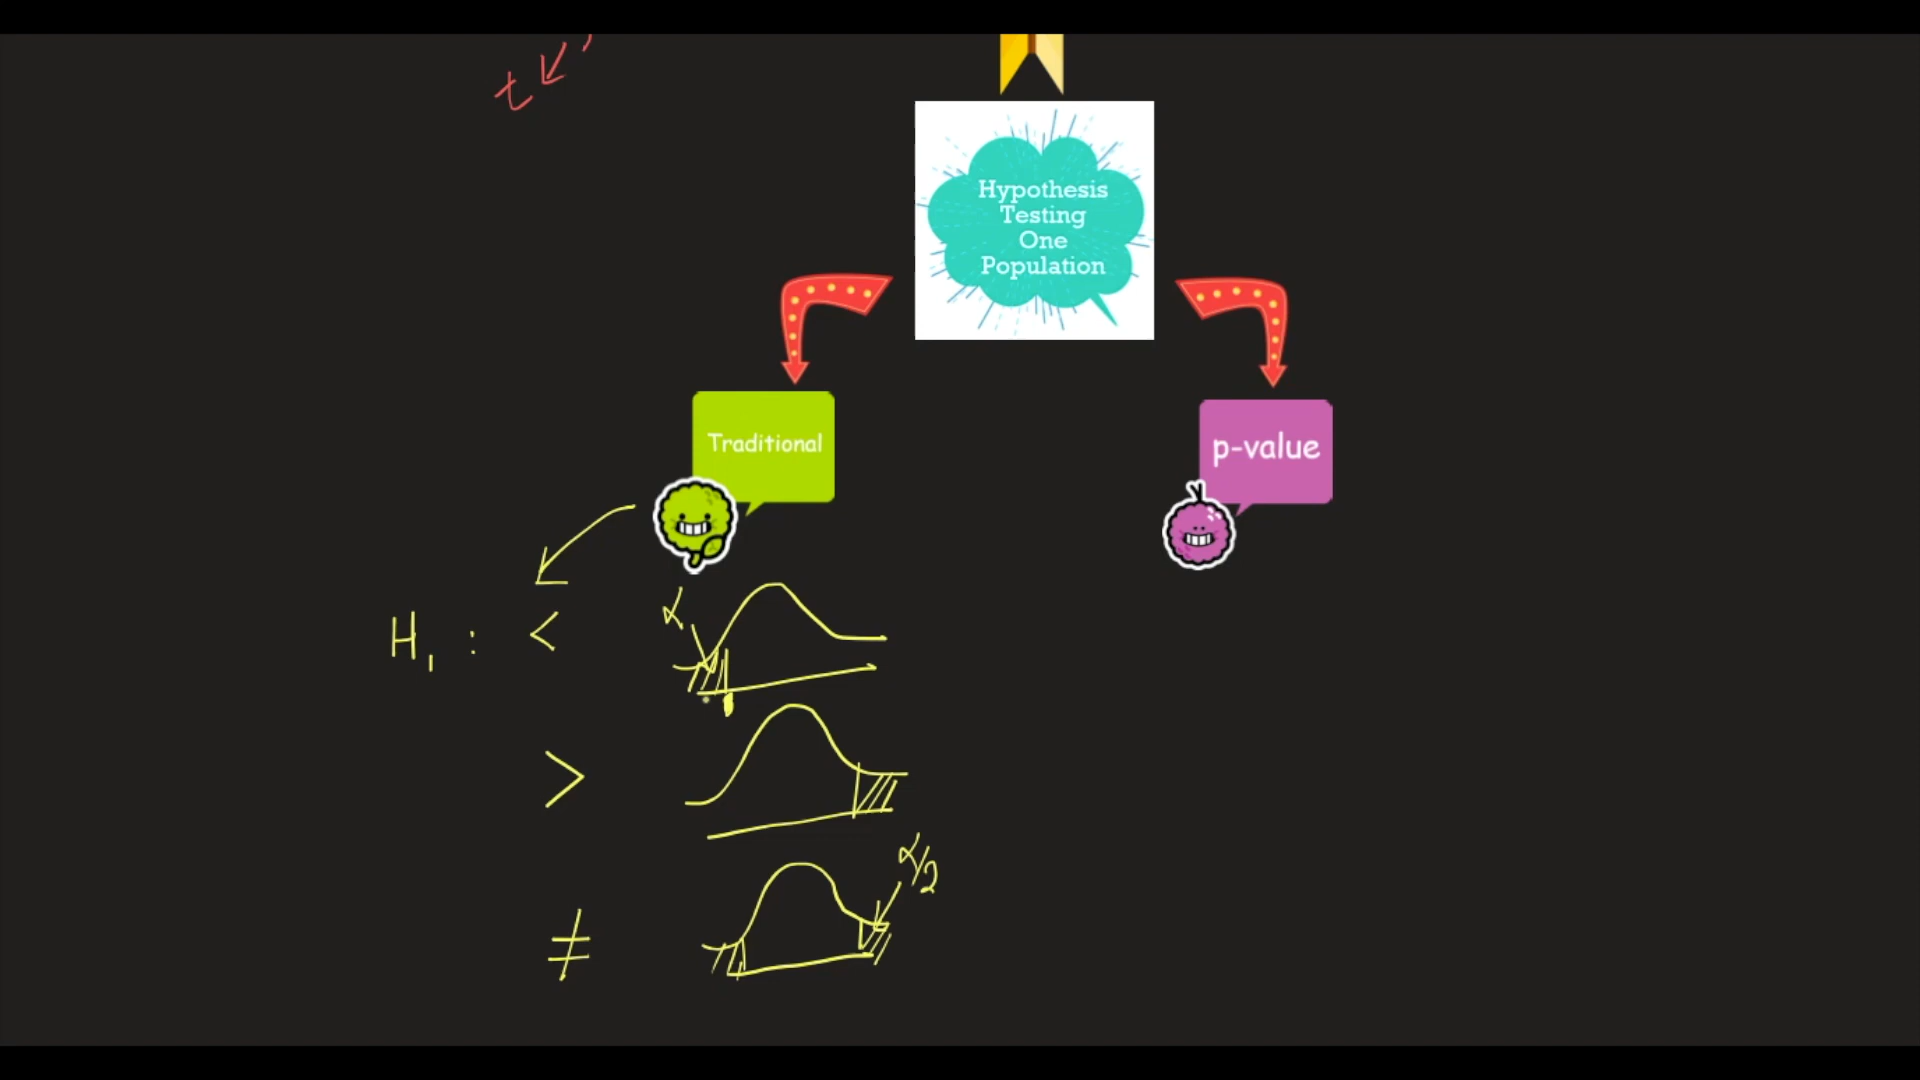 t
Hypothesis
Testing
One
Population
Traditional
p-value
H₁ : <
α
>
α/2
≠